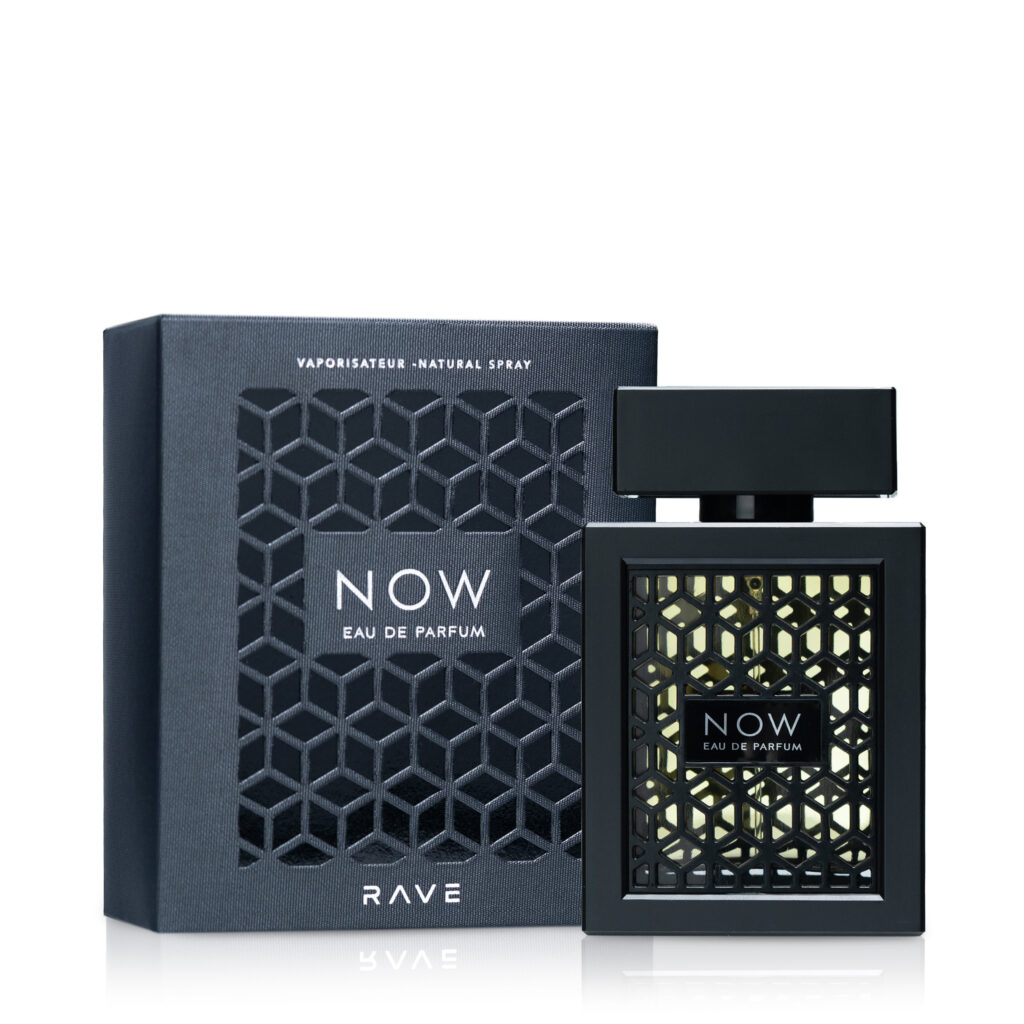 VAPORISATEUR -NATURAL SPRAY
NOW
EAU DE PARFUM
RAVE
NOW
EAU DE PARFUM